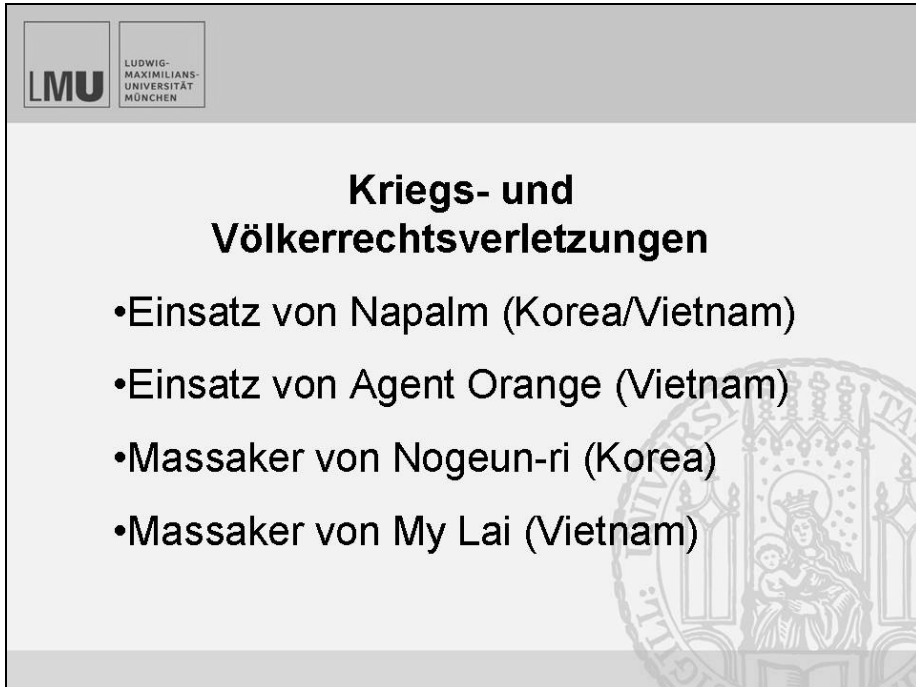 LMU
LUDWIG-
MAXIMILIANS-
UNIVERSITÄT
MÜNCHEN
Kriegs- und
Völkerrechtsverletzungen
•Einsatz von Napalm (Korea/Vietnam)
•Einsatz von Agent Orange (Vietnam)
•Massaker von Nogeun-ri (Korea)
•Massaker von My Lai (Vietnam)